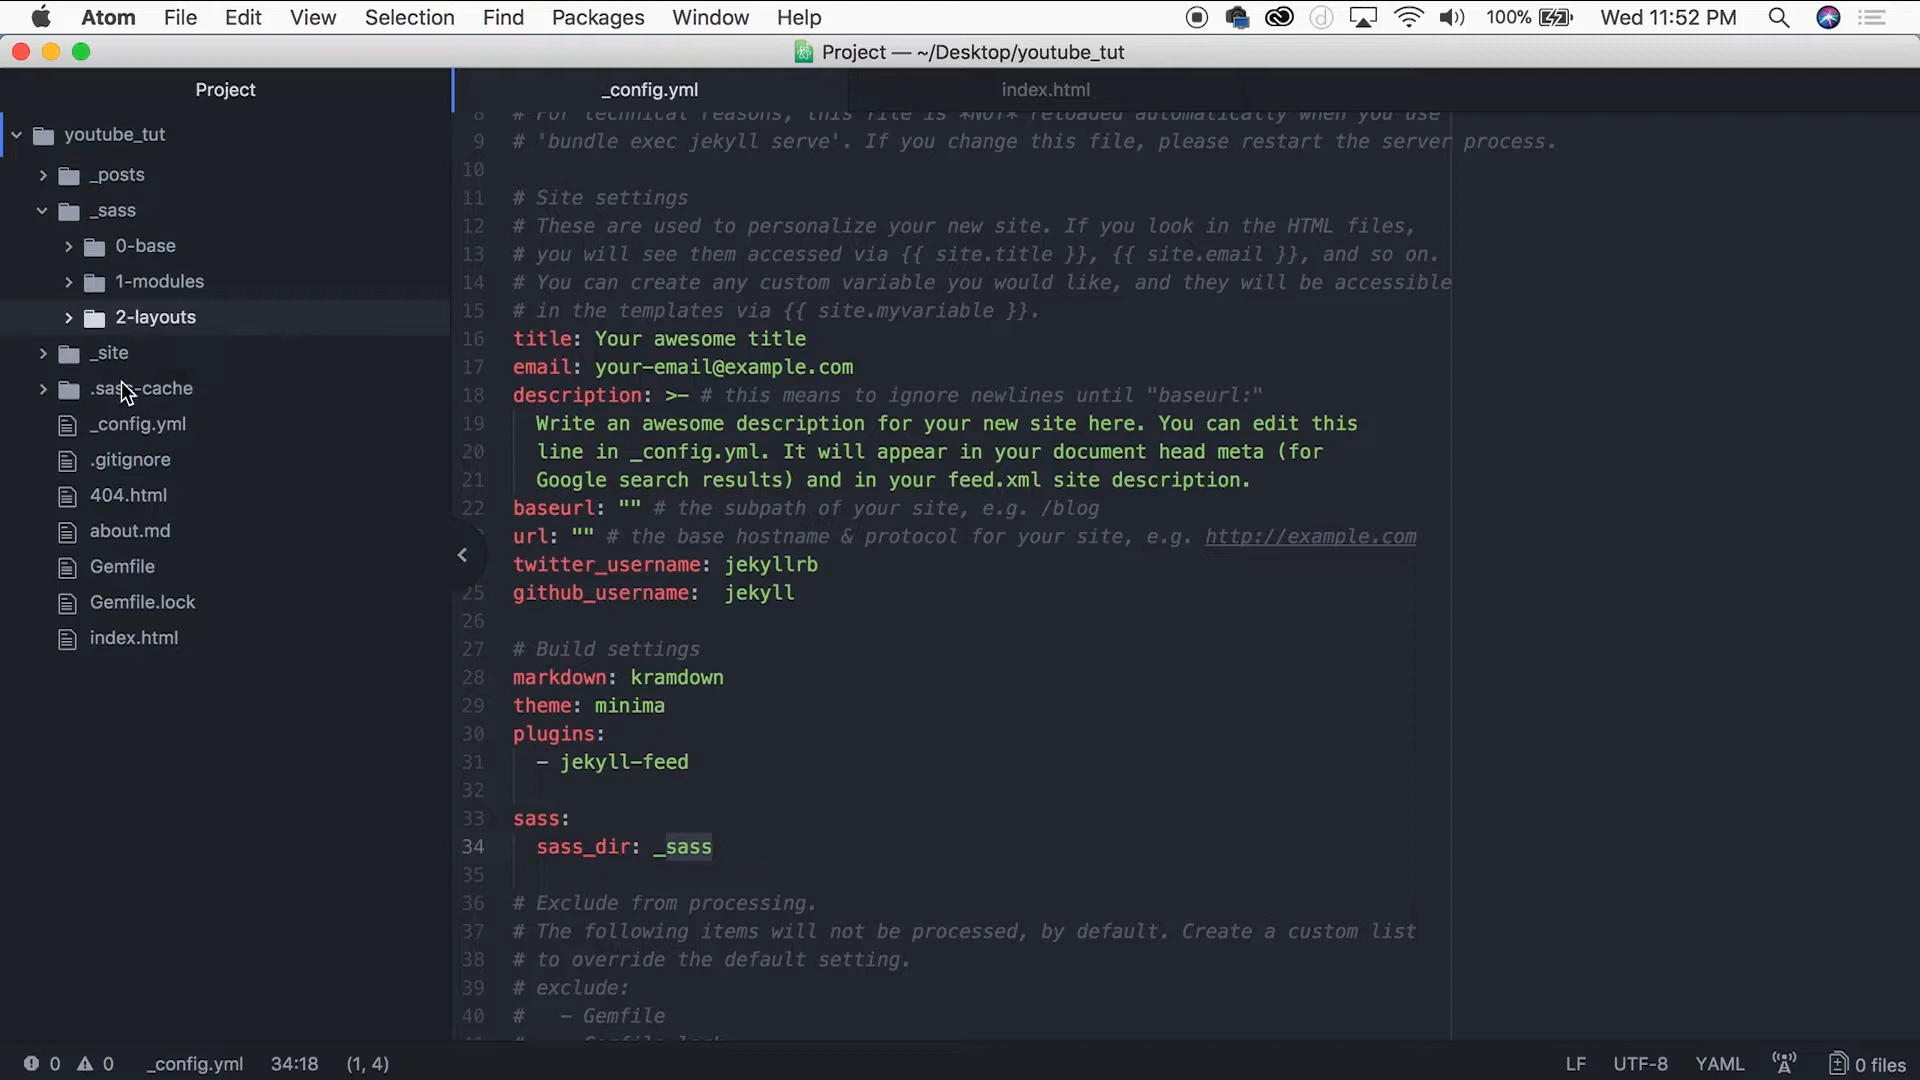 Atom File Edit View Selection Find Packages Window Help 100% Wed 11:52 PM
Project — ~/Desktop/youtube_tut
Project
_config.yml
index.html
youtube_tut
_posts
_sass
0-base
1-modules
2-layouts
_site
.sass-cache
_config.yml
.gitignore
404.html
about.md
Gemfile
Gemfile.lock
index.html
8 # For technical reasons, this file is *NOT* reloaded automatically when you use
9 # 'bundle exec jekyll serve'. If you change this file, please restart the server process.
10
11 # Site settings
12 # These are used to personalize your new site. If you look in the HTML files,
13 # you will see them accessed via {{ site.title }}, {{ site.email }}, and so on.
14 # You can create any custom variable you would like, and they will be accessible
15 # in the templates via {{ site.myvariable }}.
16 title: Your awesome title
17 email: your-email@example.com
18 description: >- # this means to ignore newlines until "baseurl:"
19 Write an awesome description for your new site here. You can edit this
20 line in _config.yml. It will appear in your document head meta (for
21 Google search results) and in your feed.xml site description.
22 baseurl: "" # the subpath of your site, e.g. /blog
url: "" # the base hostname & protocol for your site, e.g. http://example.com
twitter_username: jekyllrb
25 github_username: jekyll
26
27 # Build settings
28 markdown: kramdown
29 theme: minima
30 plugins:
31 - jekyll-feed
32
33 sass:
34 sass_dir: _sass
35
36 # Exclude from processing.
37 # The following items will not be processed, by default. Create a custom list
38 # to override the default setting.
39 # exclude:
40 # - Gemfile
0 0 _config.yml 34:18 (1, 4) LF UTF-8 YAML 0 files